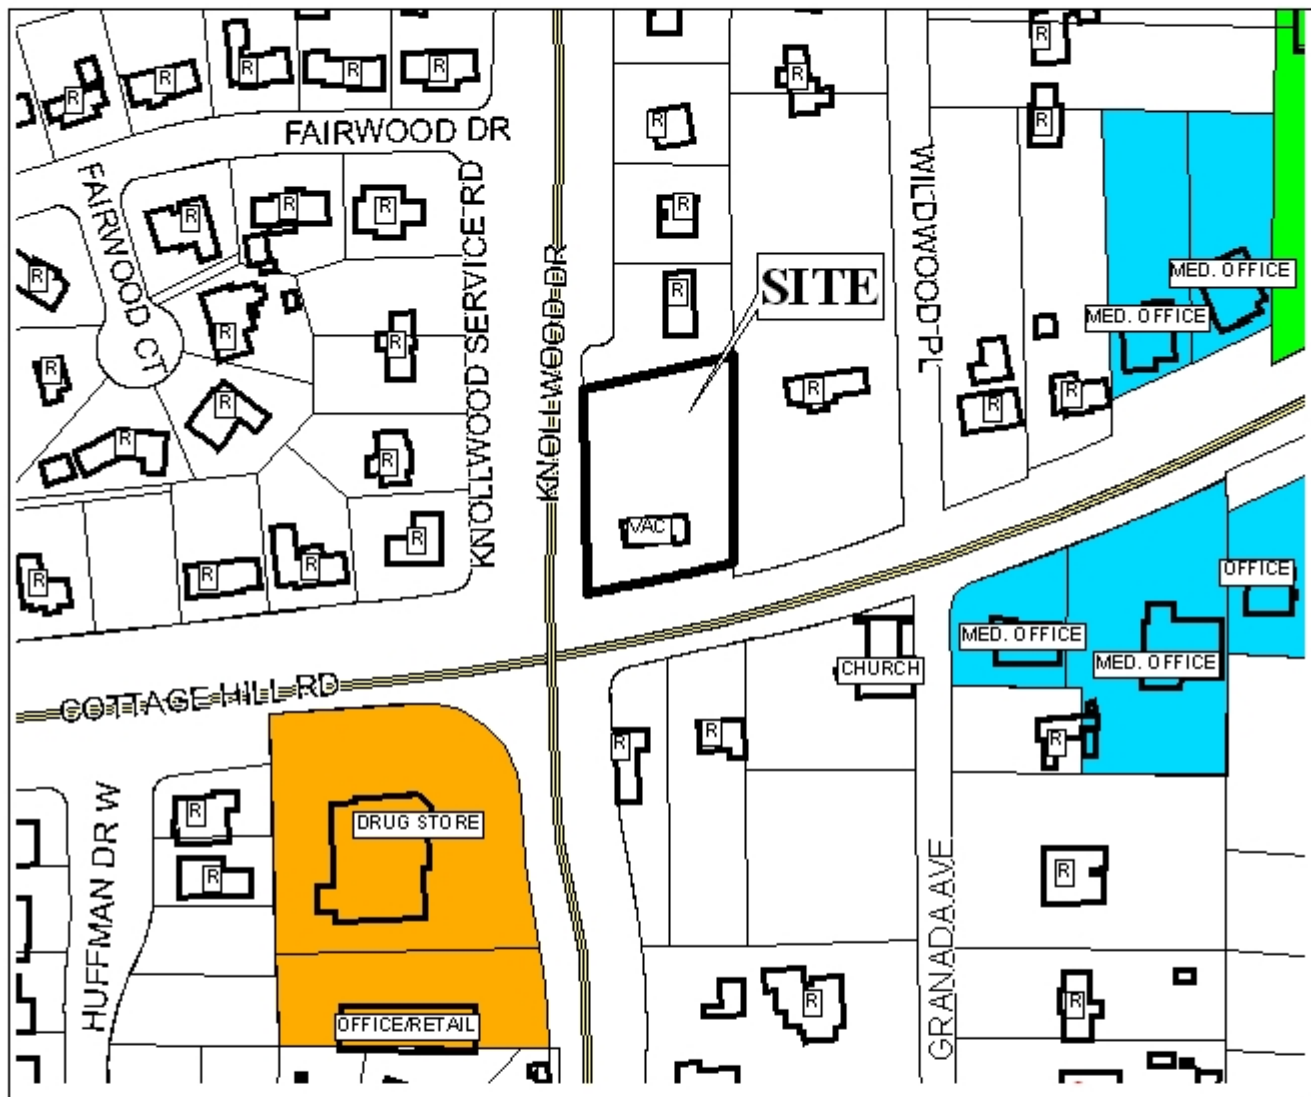 R
R
R
R
R
R
R
FAIRWOOD DR
R
R
FAIRWOOD CT
R
R
R
R
KNOLLWOOD SERVICE RD
WILDWOOD PL
R
MED. OFFICE
KNOLLWOOD DR
SITE
R
R
R
R
MED. OFFICE
R
R
R
R
R
R
R
VAC
R
R
R
R
OFFICE
MED. OFFICE
MED. OFFICE
CHURCH
COTTAGE HILL RD
R
R
R
HUFFMAN DR W
R
DRUG STORE
R
R
GRANADA AVE
R
R
OFFICE/RETAIL